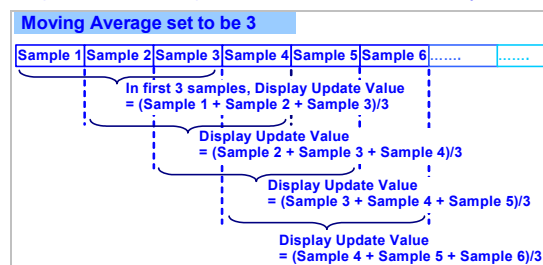 Moving Average set to be 3
Sample 1 Sample 2 Sample 3 Sample 4 Sample 5 Sample 6 ....... .......
In first 3 samples, Display Update Value
= (Sample 1 + Sample 2 + Sample 3)/3
Display Update Value
= (Sample 2 + Sample 3 + Sample 4)/3
Display Update Value
= (Sample 3 + Sample 4 + Sample 5)/3
Display Update Value
= (Sample 4 + Sample 5 + Sample 6)/3